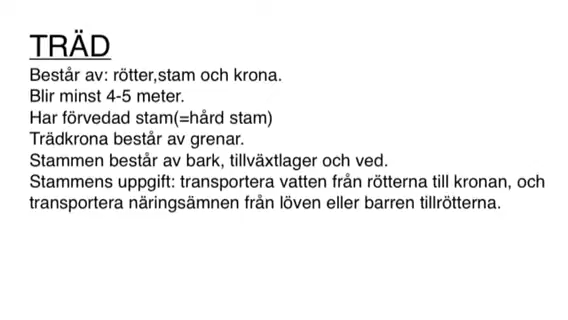 TRÄD
Består av: rötter,stam och krona.
Blir minst 4-5 meter.
Har förvedad stam(=hård stam)
Trädkrona består av grenar.
Stammen består av bark, tillväxtlager och ved.
Stammens uppgift: transportera vatten från rötterna till kronan, och
transportera näringsämnen från löven eller barren tillrötterna.